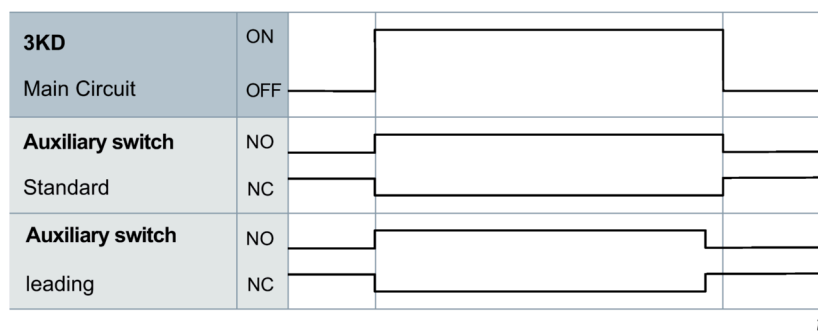 3KD ON
Main Circuit OFF
Auxiliary switch NO
Standard NC
Auxiliary switch NO
leading NC